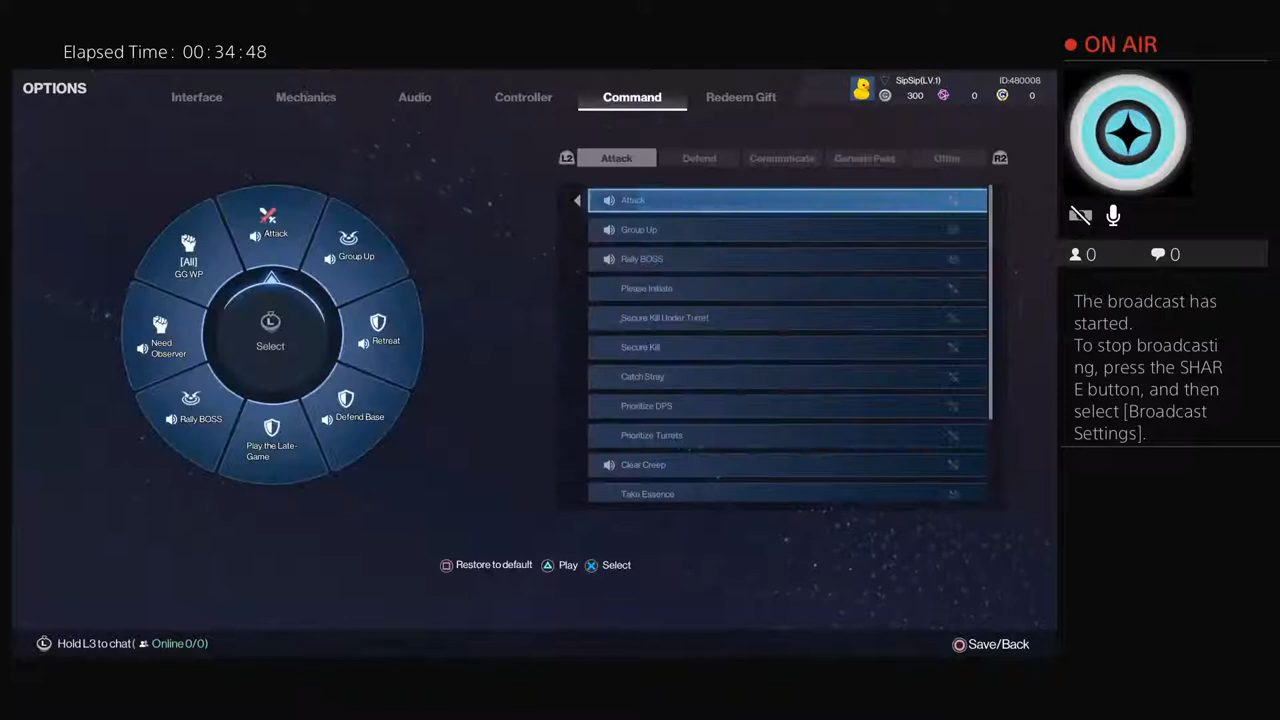 Elapsed Time: 00:34:48
ON AIR
OPTIONS
Interface
Mechanics
Audio
Controller
Command
Redeem Gift
SipSip(LV.1)
ID:480008
300
0
0
L2
Attack
Defend
Communicate
Genesis Pass
Other
R2
Attack
Group Up
[All]
GG WP
Need
Observer
L
Select
Retreat
Rally BOSS
Defend Base
Play the Late-
Game
Attack
Group Up
Rally BOSS
Please Initiate
Secure Kill Under Turret
Secure Kill
Catch Stray
Prioritize DPS
Prioritize Turrets
Clear Creep
Take Essence
Restore to default
Play
Select
Hold L3 to chat( Online 0/0)
Save/Back
0
0
The broadcast has
started.
To stop broadcasti
ng, press the SHAR
E button, and then
select [Broadcast
Settings].